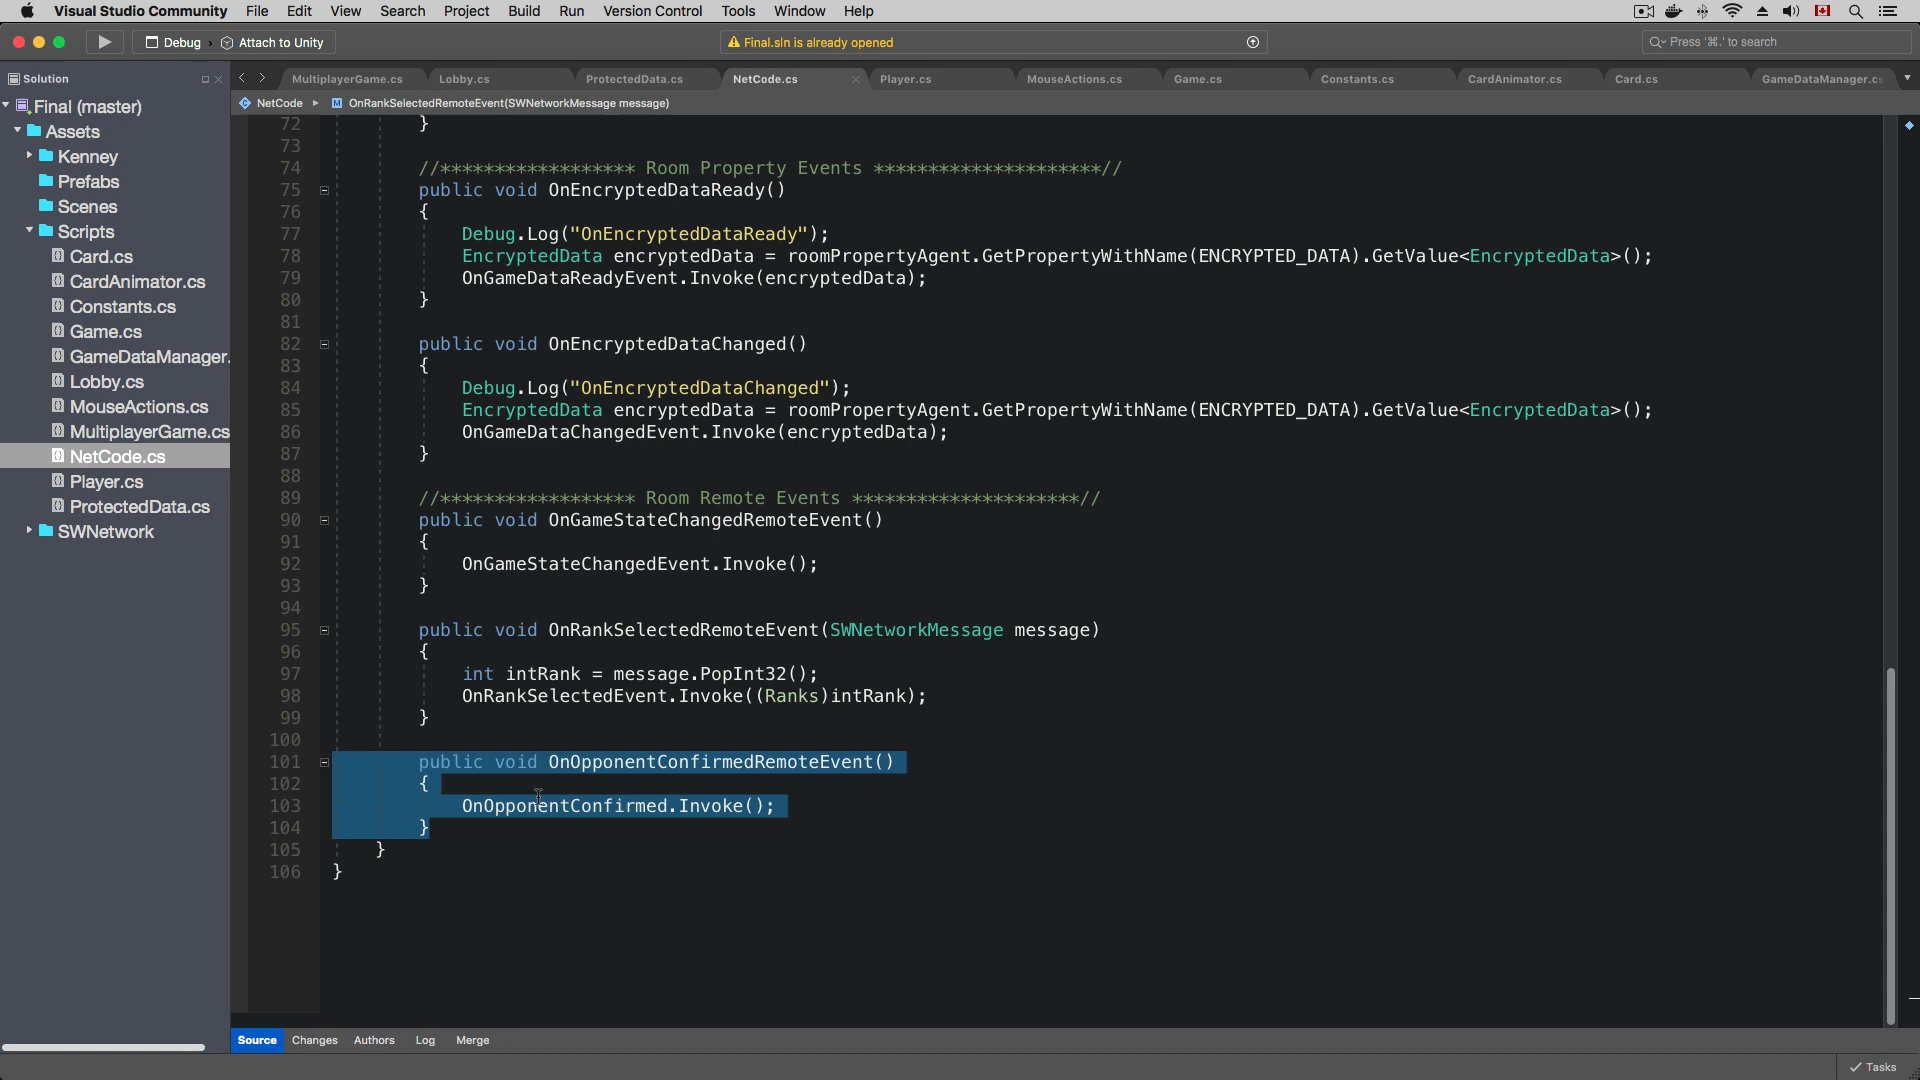 Visual Studio Community File Edit View Search Project Build Run Version Control Tools Window Help
Debug › Attach to Unity Final.sln is already opened Press '⌘.' to search
Solution MultiplayerGame.cs Lobby.cs ProtectedData.cs NetCode.cs Player.cs MouseActions.cs Game.cs Constants.cs CardAnimator.cs Card.cs GameDataManager.cs
NetCode ▸ OnRankSelectedRemoteEvent(SWNetworkMessage message)
Final (master)
Assets
Kenney
Prefabs
Scenes
Scripts
Card.cs
CardAnimator.cs
Constants.cs
Game.cs
GameDataManager.
Lobby.cs
MouseActions.cs
MultiplayerGame.cs
NetCode.cs
Player.cs
ProtectedData.cs
SWNetwork
72 }
73
74 //****************** Room Property Events *********************//
75 public void OnEncryptedDataReady()
76 {
77 Debug.Log("OnEncryptedDataReady");
78 EncryptedData encryptedData = roomPropertyAgent.GetPropertyWithName(ENCRYPTED_DATA).GetValue<EncryptedData>();
79 OnGameDataReadyEvent.Invoke(encryptedData);
80 }
81
82 public void OnEncryptedDataChanged()
83 {
84 Debug.Log("OnEncryptedDataChanged");
85 EncryptedData encryptedData = roomPropertyAgent.GetPropertyWithName(ENCRYPTED_DATA).GetValue<EncryptedData>();
86 OnGameDataChangedEvent.Invoke(encryptedData);
87 }
88
89 //****************** Room Remote Events *********************//
90 public void OnGameStateChangedRemoteEvent()
91 {
92 OnGameStateChangedEvent.Invoke();
93 }
94
95 public void OnRankSelectedRemoteEvent(SWNetworkMessage message)
96 {
97 int intRank = message.PopInt32();
98 OnRankSelectedEvent.Invoke((Ranks)intRank);
99 }
100
101 public void OnOpponentConfirmedRemoteEvent()
102 {
103 OnOpponentConfirmed.Invoke();
104 }
105 }
106 }
Source Changes Authors Log Merge
Tasks